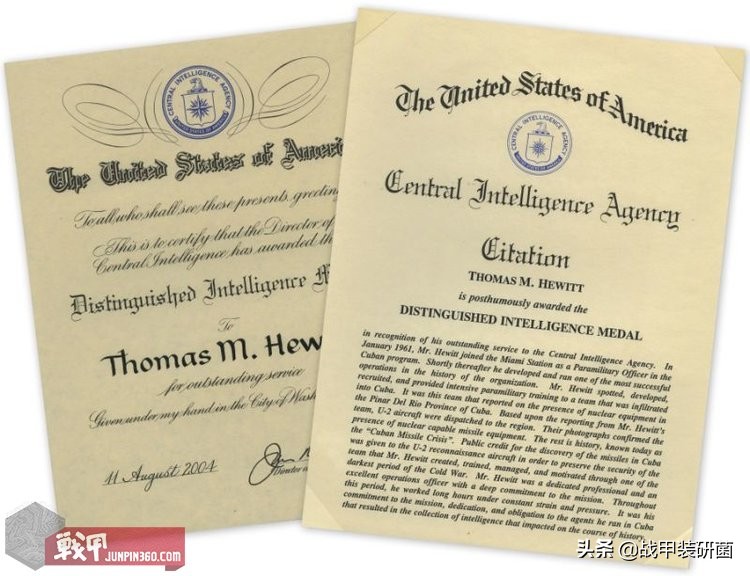 CENTRAL INTELLIGENCE AGENCY
UNITED STATES OF AMERICA
The United States of Ameri
To all who shall see these presents, greeting
This is to certify that the Director of
Central Intelligence has awarded the
Distinguished Intelligence M
To
Thomas M. Hew
for outstanding service
Given under my hand in the City of Wash
11 August 2004
Director o
The United States of America
CENTRAL INTELLIGENCE AGENCY
UNITED STATES OF AMERICA
Central Intelligence Agency
Citation
THOMAS M. HEWITT
is posthumously awarded the
DISTINGUISHED INTELLIGENCE MEDAL
in recognition of his outstanding service to the Central Intelligence Agency. In
January 1961, Mr. Hewitt joined the Miami Station as a Paramilitary Officer in the
Cuban program. Shortly thereafter he developed and run one of the most successful
operations in the history of the organization. Mr. Hewitt spotted, developed,
recruited, and provided intensive paramilitary training to a team that was infiltrated
into Cuba. It was this team that reported on the presence of nuclear equipment in
the Pinar Del Rio Province of Cuba. Based upon the reporting from Mr. Hewitt's
team, U-2 aircraft were dispatched to the region. Their photographs confirmed the
presence of nuclear capable missile equipment. The rest is history, known today as
the "Cuban Missile Crisis". Public credit for the discovery of the missiles in Cuba
was given to the U-2 reconnaissance aircraft in order to preserve the security of the
team that Mr. Hewitt created, trained, managed, and motivated through one of the
darkest period of the Cold War. Mr. Hewitt was a dedicated professional and an
excellent operations officer with a deep commitment to the mission. Throughout
this period, he worked long hours under constant strain and pressure. It was his
commitment to the mission, dedication, and obligation to the agents he ran in Cuba
that resulted in the collection of intelligence that impacted on the course of history.
战甲
JUNPIN360.COM
头条 @战甲装研菌